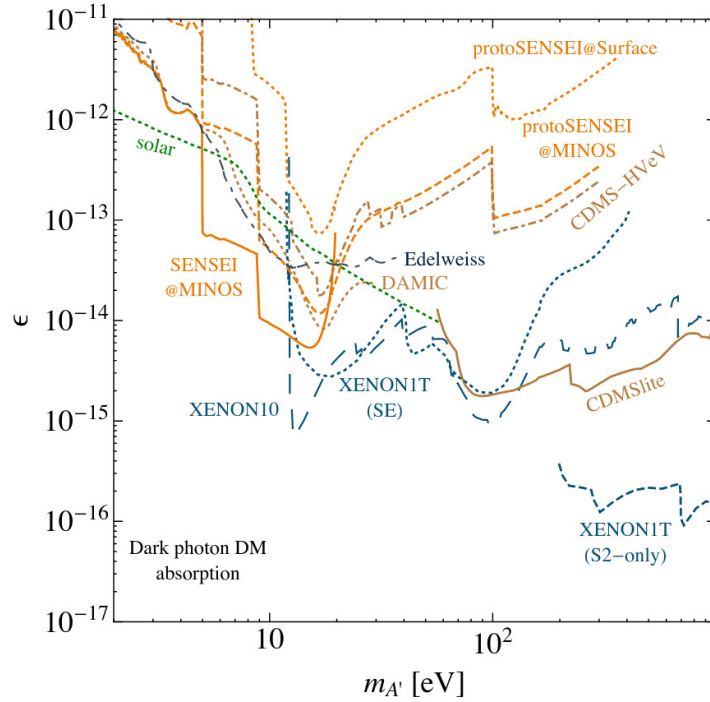 10⁻¹¹
protoSENSEI@Surface
10⁻¹²
solar
protoSENSEI
@MINOS
CDMS-HVeV
10⁻¹³
SENSEI
@MINOS
Edelweiss
DAMIC
ϵ
10⁻¹⁴
XENON10
XENON1T
(SE)
CDMSlite
10⁻¹⁵
10⁻¹⁶
XENON1T
(S2-only)
Dark photon DM
absorption
10⁻¹⁷
10
10²
m_A' [eV]